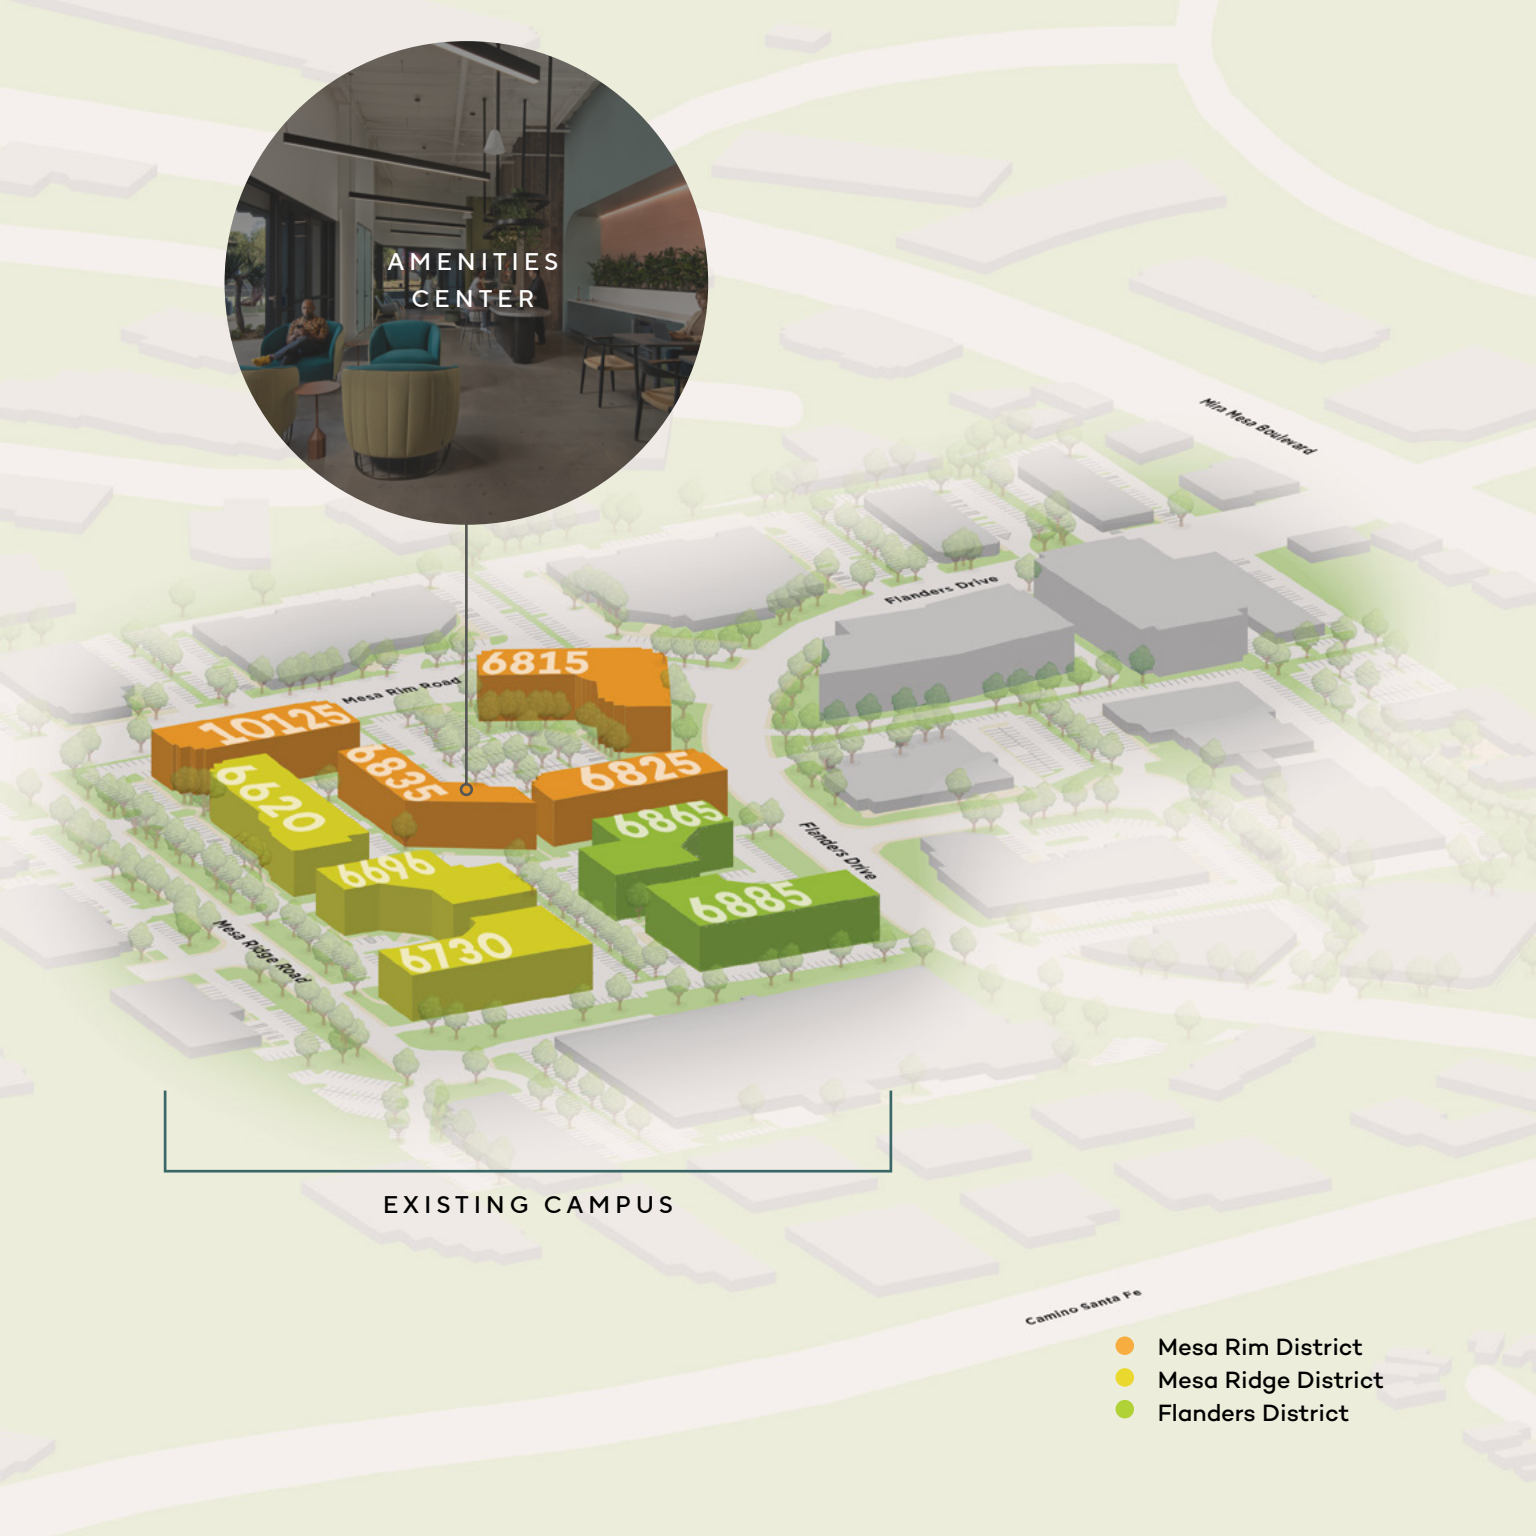 AMENITIES
CENTER
Mira Mesa Boulevard
Flanders Drive
6815
Mesa Rim Road
10125
6835
6825
6620
6865
Flanders Drive
6696
6885
Mesa Ridge Road
6730
EXISTING CAMPUS
Camino Santa Fe
Mesa Rim District
Mesa Ridge District
Flanders District